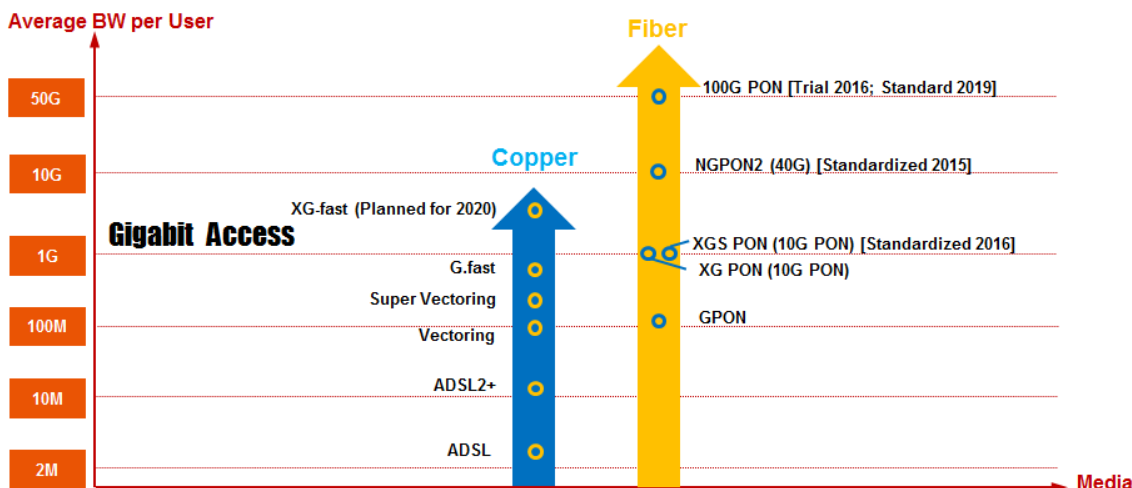 Average BW per User
Fiber
50G
100G PON [Trial 2016; Standard 2019]
Copper
10G
NGPON2 (40G) [Standardized 2015]
XG-fast (Planned for 2020)
Gigabit Access
1G
XGS PON (10G PON) [Standardized 2016]
G.fast
XG PON (10G PON)
Super Vectoring
100M
GPON
Vectoring
ADSL2+
10M
ADSL
2M
Media